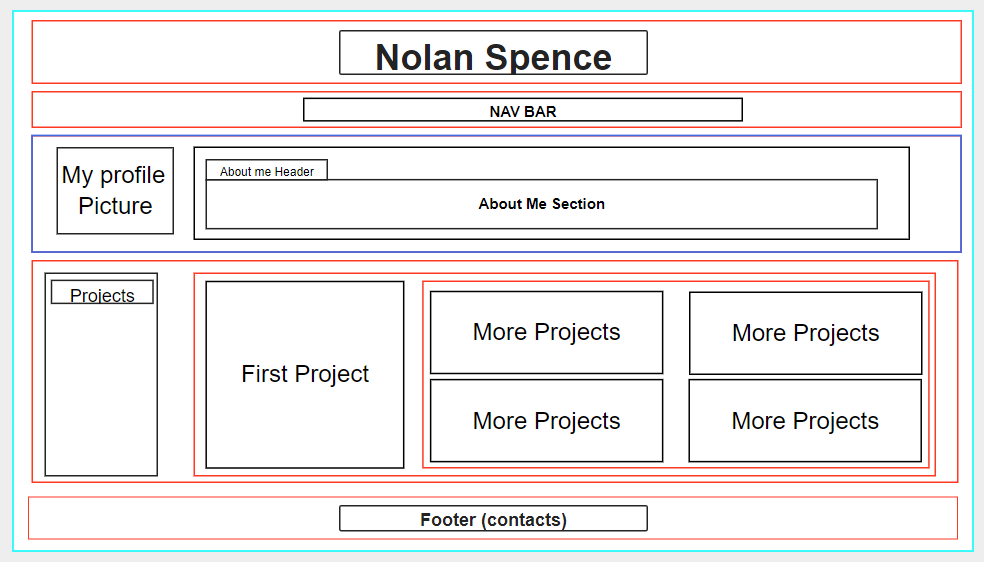 Nolan Spence
NAV BAR
My profile
Picture
About me Header
About Me Section
Projects
First Project
More Projects
More Projects
More Projects
More Projects
Footer (contacts)